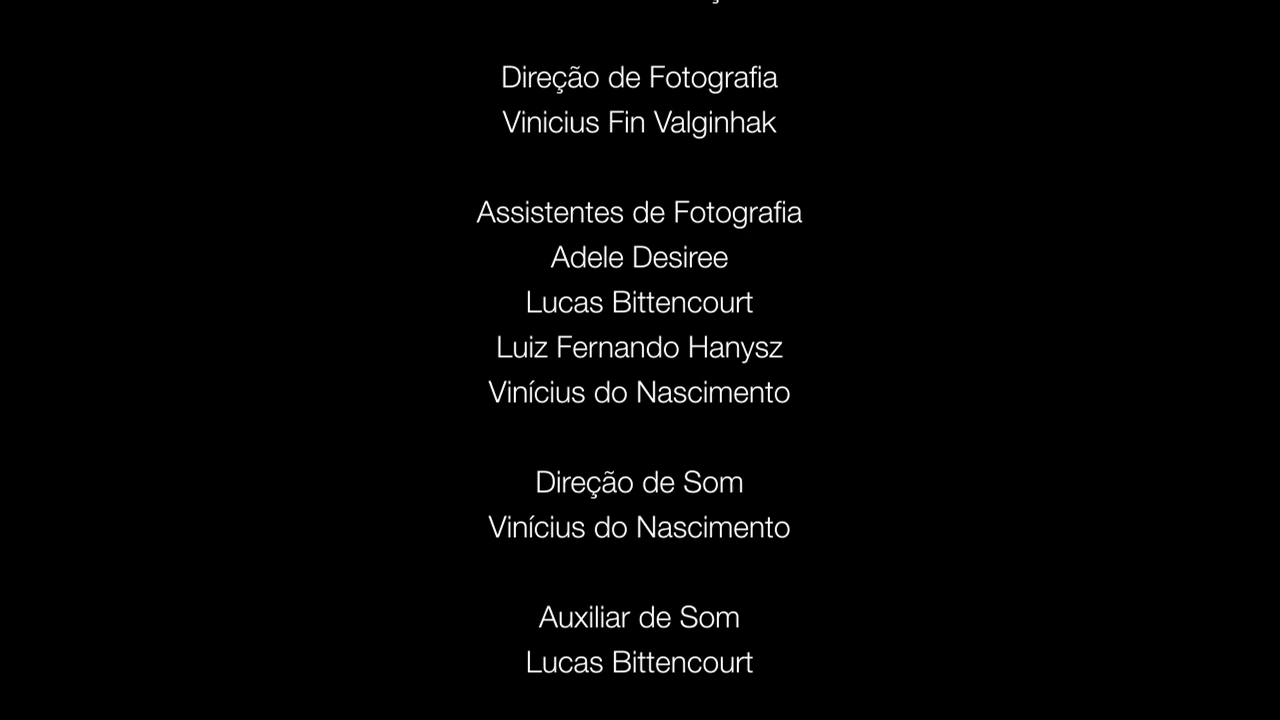 Direção de Fotografia
Vinicius Fin Valginhak
Assistentes de Fotografia
Adele Desiree
Lucas Bittencourt
Luiz Fernando Hanysz
Vinícius do Nascimento
Direção de Som
Vinícius do Nascimento
Auxiliar de Som
Lucas Bittencourt